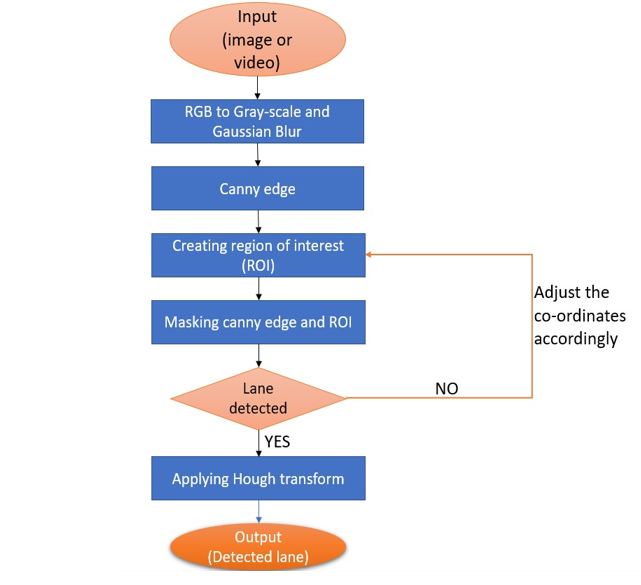 Input
(image or
video)
RGB to Gray-scale and
Gaussian Blur
Canny edge
Creating region of interest
(ROI)
Masking canny edge and ROI
Lane
detected
NO
Adjust the
co-ordinates
accordingly
YES
Applying Hough transform
Output
(Detected lane)